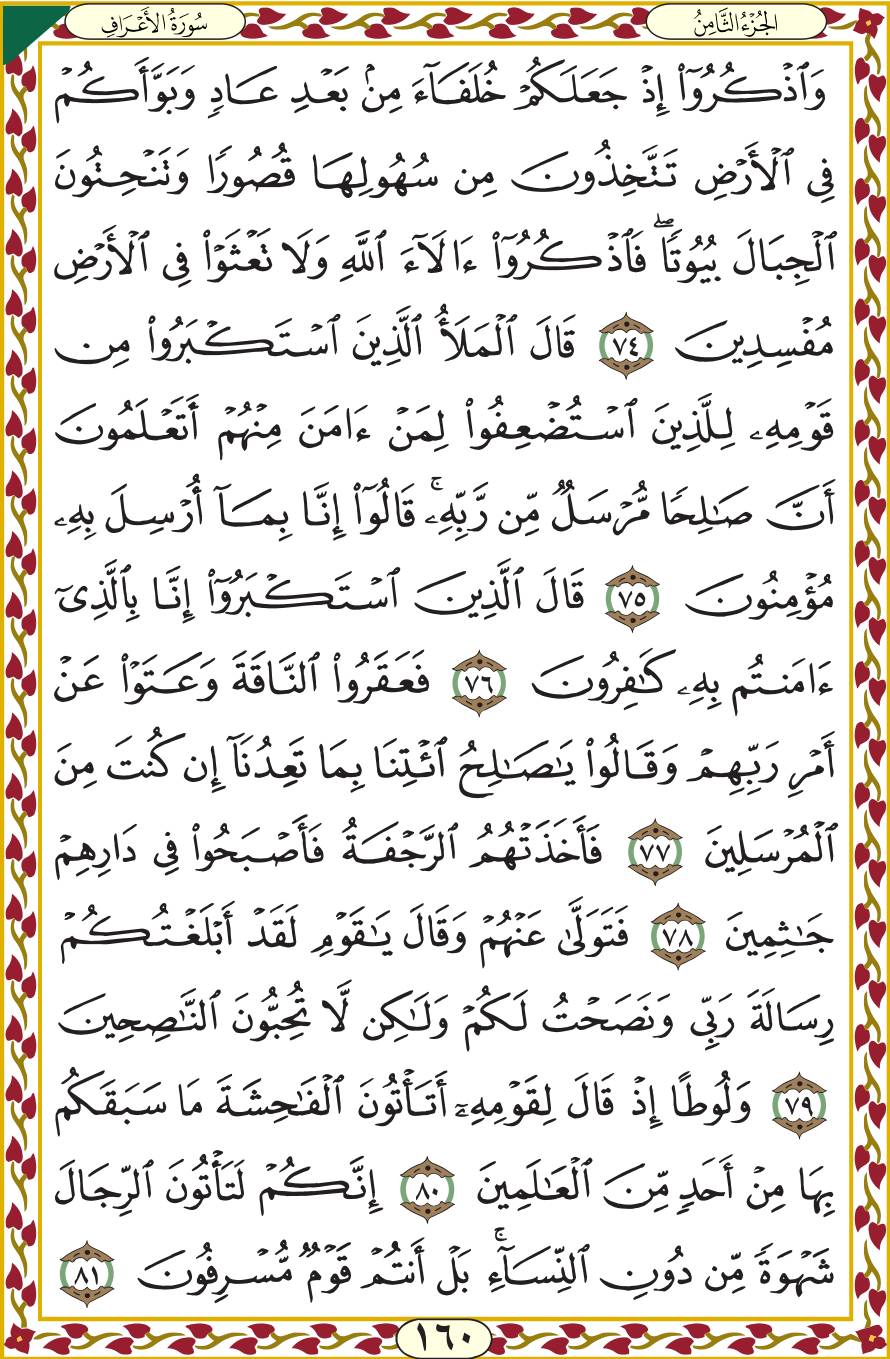 الجُزْءُ الثَّامِنُ
سُورَةُ الأَعْرَافِ
وَٱذۡكُرُوٓاْ إِذۡ جَعَلَكُمۡ خُلَفَآءَ مِنۢ بَعۡدِ عَادٖ وَبَوَّأَكُمۡ
فِي ٱلۡأَرۡضِ تَتَّخِذُونَ مِن سُهُولِهَا قُصُورٗا وَتَنۡحِتُونَ
ٱلۡجِبَالَ بُيُوتٗاۖ فَٱذۡكُرُوٓاْ ءَالَآءَ ٱللَّهِ وَلَا تَعۡثَوۡاْ فِي ٱلۡأَرۡضِ
مُفۡسِدِينَ ٧٤ قَالَ ٱلۡمَلَأُ ٱلَّذِينَ ٱسۡتَكۡبَرُواْ مِن
قَوۡمِهِۦ لِلَّذِينَ ٱسۡتُضۡعِفُواْ لِمَنۡ ءَامَنَ مِنۡهُمۡ أَتَعۡلَمُونَ
أَنَّ صَٰلِحٗا مُّرۡسَلٞ مِّن رَّبِّهِۦۚ قَالُوٓاْ إِنَّا بِمَآ أُرۡسِلَ بِهِۦ
مُؤۡمِنُونَ ٧٥ قَالَ ٱلَّذِينَ ٱسۡتَكۡبَرُوٓاْ إِنَّا بِٱلَّذِيٓ
ءَامَنتُم بِهِۦ كَٰفِرُونَ ٧٦ فَعَقَرُواْ ٱلنَّاقَةَ وَعَتَوۡاْ عَنۡ
أَمۡرِ رَبِّهِمۡ وَقَالُواْ يَٰصَٰلِحُ ٱئۡتِنَا بِمَا تَعِدُنَآ إِن كُنتَ مِنَ
ٱلۡمُرۡسَلِينَ ٧٧ فَأَخَذَتۡهُمُ ٱلرَّجۡفَةُ فَأَصۡبَحُواْ فِي دَارِهِمۡ
جَٰثِمِينَ ٧٨ فَتَوَلَّىٰ عَنۡهُمۡ وَقَالَ يَٰقَوۡمِ لَقَدۡ أَبۡلَغۡتُكُمۡ
رِسَالَةَ رَبِّي وَنَصَحۡتُ لَكُمۡ وَلَٰكِن لَّا تُحِبُّونَ ٱلنَّٰصِحِينَ
٧٩ وَلُوطًا إِذۡ قَالَ لِقَوۡمِهِۦٓ أَتَأۡتُونَ ٱلۡفَٰحِشَةَ مَا سَبَقَكُم
بِهَا مِنۡ أَحَدٖ مِّنَ ٱلۡعَٰلَمِينَ ٨٠ إِنَّكُمۡ لَتَأۡتُونَ ٱلرِّجَالَ
شَهۡوَةٗ مِّن دُونِ ٱلنِّسَآءِۚ بَلۡ أَنتُمۡ قَوۡمٞ مُّسۡرِفُونَ ٨١
١٦٠